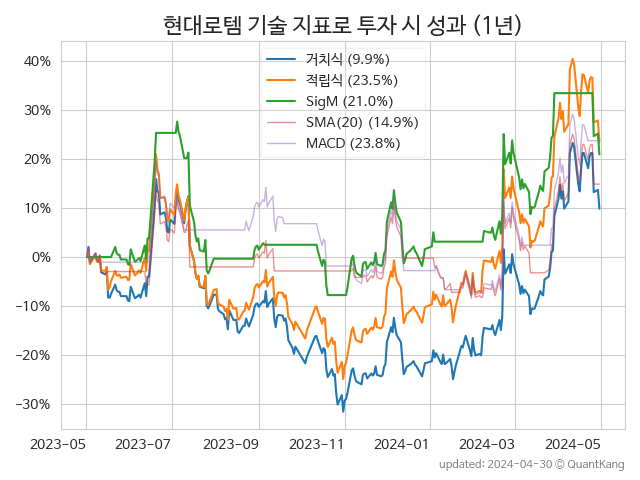 현대로템 기술 지표로 투자 시 성과 (1년)
거치식 (9.9%)
적립식 (23.5%)
SigM (21.0%)
SMA(20) (14.9%)
MACD (23.8%)
40%
30%
20%
10%
0%
−10%
−20%
−30%
2023-05 2023-07 2023-09 2023-11 2024-01 2024-03 2024-05
updated: 2024-04-30 © QuantKang